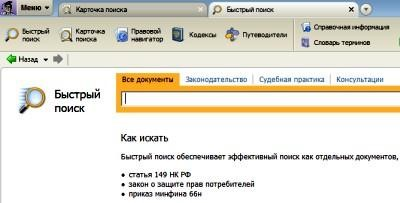 Меню
Карточка поиска
Быстрый поиск
Быстрый поиск
Карточка поиска
Правовой навигатор
Кодексы
Путеводители
Справочная информация
Словарь терминов
Назад
Все документы
Законодательство
Судебная практика
Консультации
Быстрый
поиск
Как искать
Быстрый поиск обеспечивает эффективный поиск как отдельных документов,
• статья 149 НК РФ
• закон о защите прав потребителей
• приказ минфина 66н